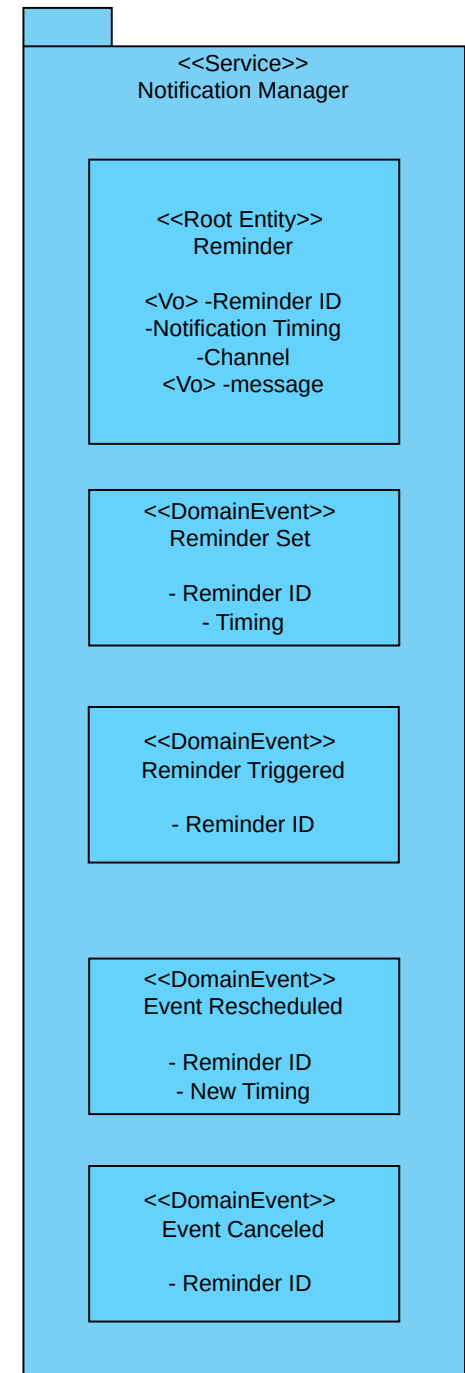 <<Service>>
Notification Manager
<<Root Entity>>
Reminder
<Vo> -Reminder ID
-Notification Timing
-Channel
<Vo> -message
<<DomainEvent>>
Reminder Set
- Reminder ID
- Timing
<<DomainEvent>>
Reminder Triggered
- Reminder ID
<<DomainEvent>>
Event Rescheduled
- Reminder ID
- New Timing
<<DomainEvent>>
Event Canceled
- Reminder ID